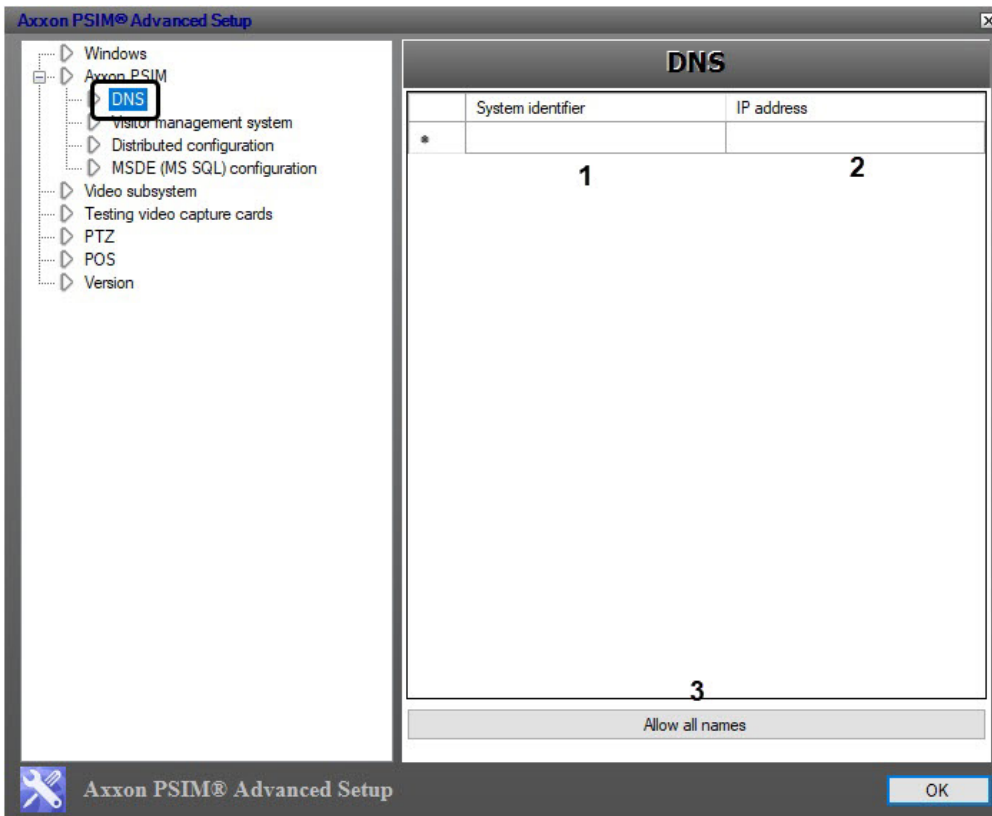 Axxon PSIM® Advanced Setup
Windows
Axxon PSIM
DNS
Visitor management system
Distributed configuration
MSDE (MS SQL) configuration
Video subsystem
Testing video capture cards
PTZ
POS
Version
DNS
System identifier IP address
*
1 2
3
Allow all names
Axxon PSIM® Advanced Setup
OK